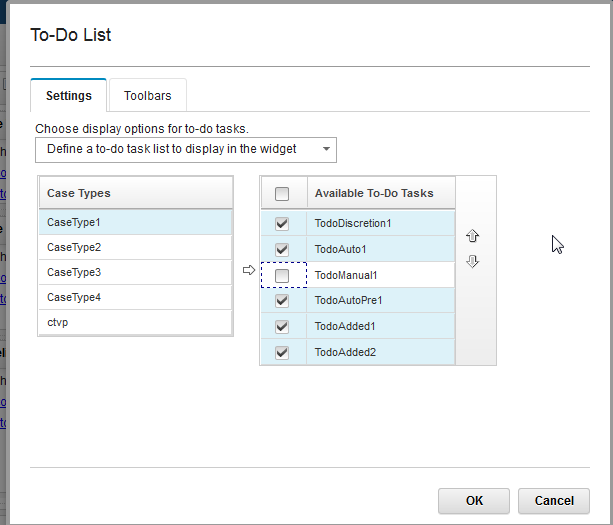 To-Do List
Settings
Toolbars
Choose display options for to-do tasks.
Define a to-do task list to display in the widget
Case Types
CaseType1
CaseType2
CaseType3
CaseType4
ctvp
Available To-Do Tasks
TodoDiscretion1
TodoAuto1
TodoManual1
TodoAutoPre1
TodoAdded1
TodoAdded2
OK
Cancel